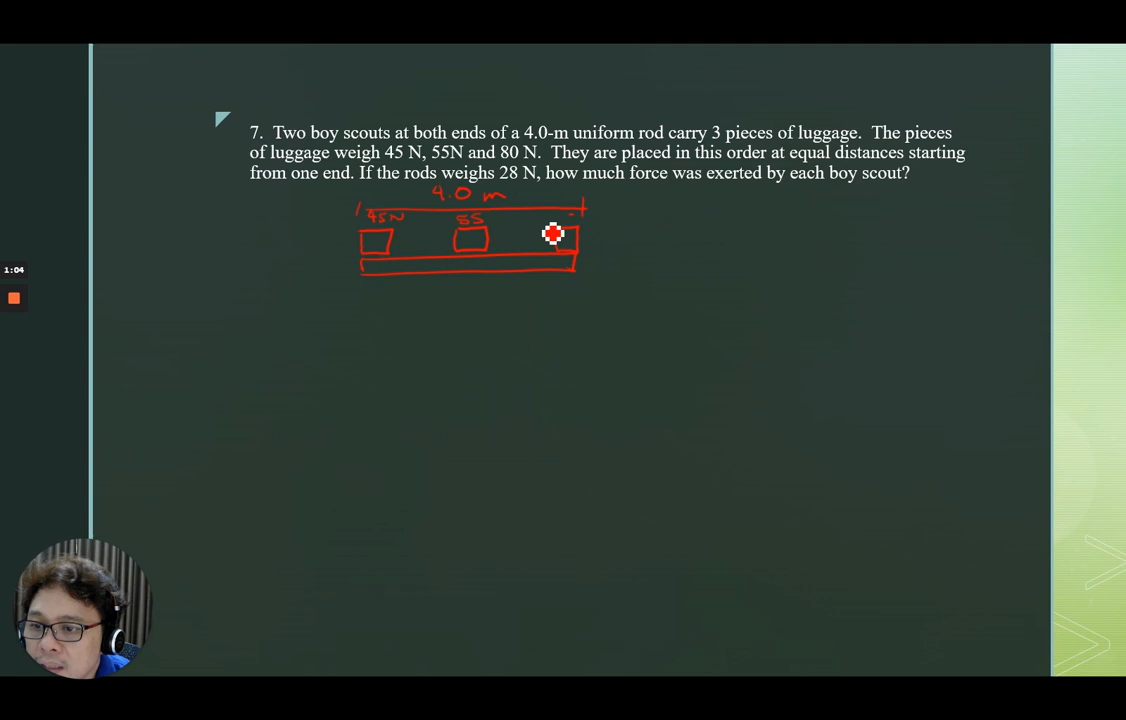 7. Two boy scouts at both ends of a 4.0-m uniform rod carry 3 pieces of luggage. The pieces
of luggage weigh 45 N, 55N and 80 N. They are placed in this order at equal distances starting
from one end. If the rods weighs 28 N, how much force was exerted by each boy scout?
4.0 m
45N 55
1:04